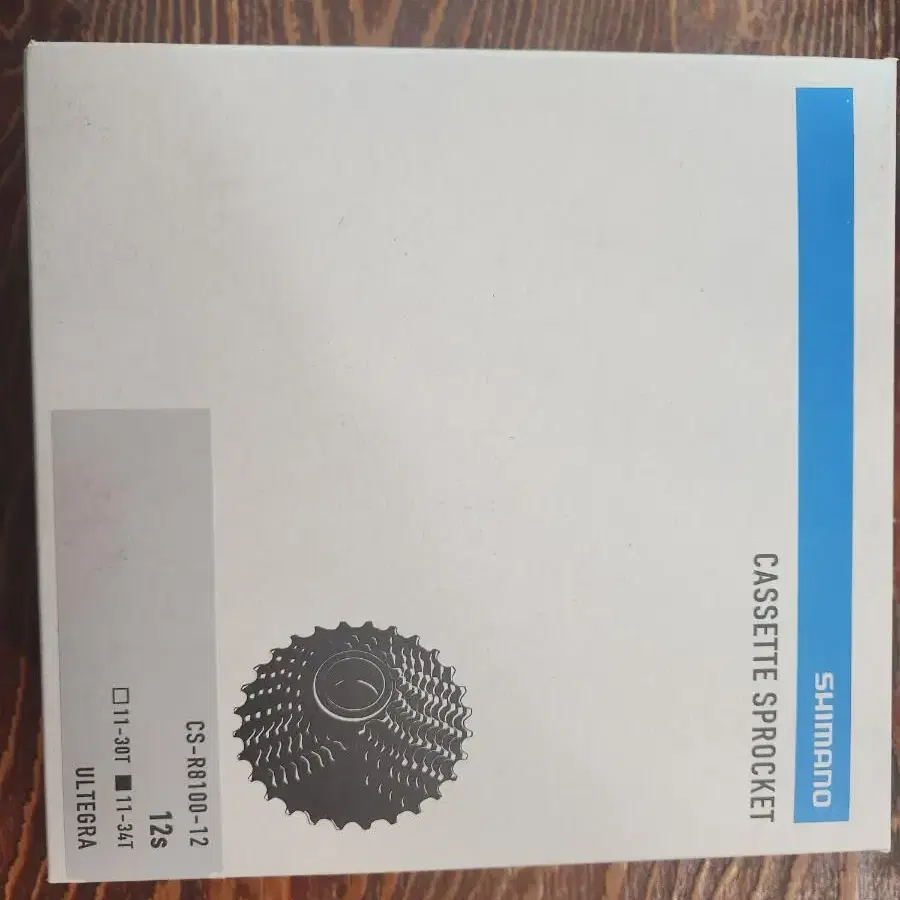 SHIMANO
CASSETTE SPROCKET
CS-R8100-12
12s
□11-30T ■11-34T
ULTEGRA